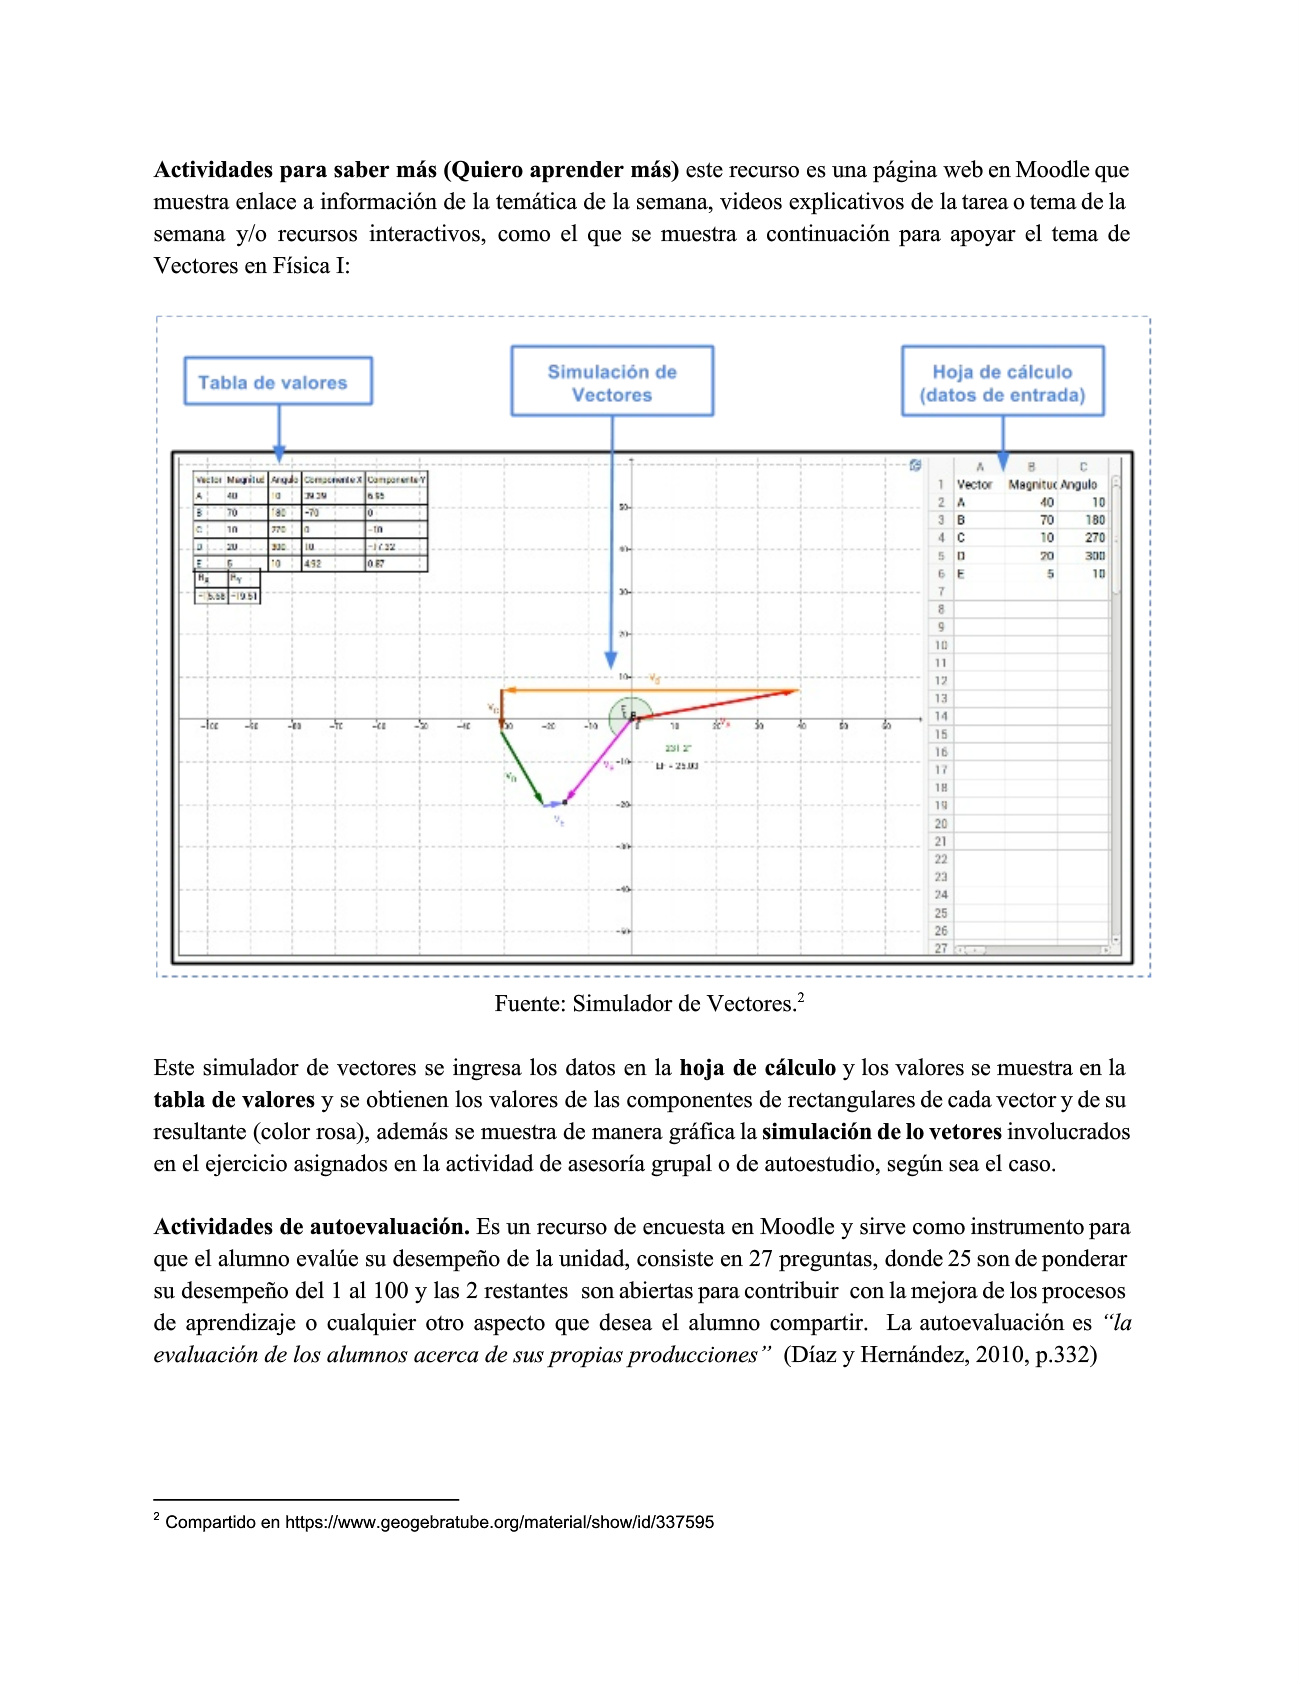 Actividades para saber más (Quiero aprender más) este recurso es una página web en Moodle que
muestra enlace a información de la temática de la semana, videos explicativos de la tarea o tema de la
semana y/o recursos interactivos, como el que se muestra a continuación para apoyar el tema de
Vectores en Física I:
Tabla de valores
Simulación de
Vectores
Hoja de cálculo
(datos de entrada)
Vector Magnitud Angulo Componente X Componente Y
A 40 10 39.39 6.95
B 70 180 -70 0
C 10 270 0 -10
D 20 300 10 -17.32
E 5 10 4.92 0.87
-15.58 -19.51
A B C
1 Vector Magnituc Angulo
2 A 40 10
3 B 70 180
4 C 10 270
5 D 20 300
6 E 5 10
7
8
9
10
11
12
13
14
15
16
17
18
19
20
21
22
23
24
25
26
27
50
40
30
20
10
-100 -90 -80 -70 -60 -50 -40 -30 -20 -10 10 20 30 40 50 60
231.2°
-10
-20
-30
-40
-50
Fuente: Simulador de Vectores.2
Este simulador de vectores se ingresa los datos en la hoja de cálculo y los valores se muestra en la
tabla de valores y se obtienen los valores de las componentes de rectangulares de cada vector y de su
resultante (color rosa), además se muestra de manera gráfica la simulación de lo vetores involucrados
en el ejercicio asignados en la actividad de asesoría grupal o de autoestudio, según sea el caso.
Actividades de autoevaluación. Es un recurso de encuesta en Moodle y sirve como instrumento para
que el alumno evalúe su desempeño de la unidad, consiste en 27 preguntas, donde 25 son de ponderar
su desempeño del 1 al 100 y las 2 restantes son abiertas para contribuir con la mejora de los procesos
de aprendizaje o cualquier otro aspecto que desea el alumno compartir. La autoevaluación es “la
evaluación de los alumnos acerca de sus propias producciones” (Díaz y Hernández, 2010, p.332)
2 Compartido en https://www.geogebratube.org/material/show/id/337595